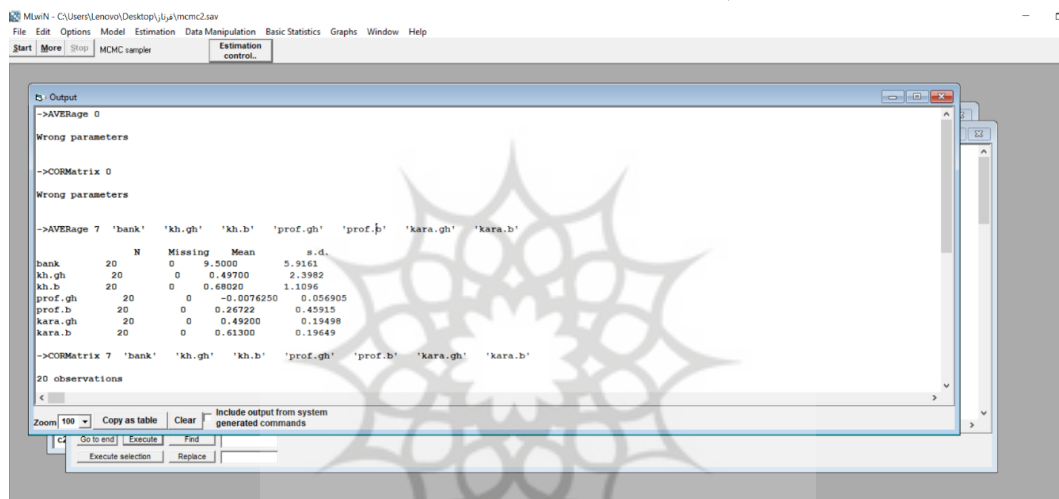 MLwiN - C:\Users\Lenovo\Desktop\فرناز\mcmc2.sav
File Edit Options Model Estimation Data Manipulation Basic Statistics Graphs Window Help
Start More Stop MCMC sampler Estimation control..
Output
->AVERage 0
Wrong parameters
->CORMatrix 0
Wrong parameters
->AVERage 7 'bank' 'kh.gh' 'kh.b' 'prof.gh' 'prof.b' 'kara.gh' 'kara.b'
N Missing Mean s.d.
bank 20 0 9.5000 5.9161
kh.gh 20 0 0.49700 2.3982
kh.b 20 0 0.68020 1.1096
prof.gh 20 0 -0.0076250 0.056905
prof.b 20 0 0.26722 0.45915
kara.gh 20 0 0.49200 0.19498
kara.b 20 0 0.61300 0.19649
->CORMatrix 7 'bank' 'kh.gh' 'kh.b' 'prof.gh' 'prof.b' 'kara.gh' 'kara.b'
20 observations
Zoom 100 Copy as table Clear Include output from system generated commands
Go to end Execute Find
Execute selection Replace